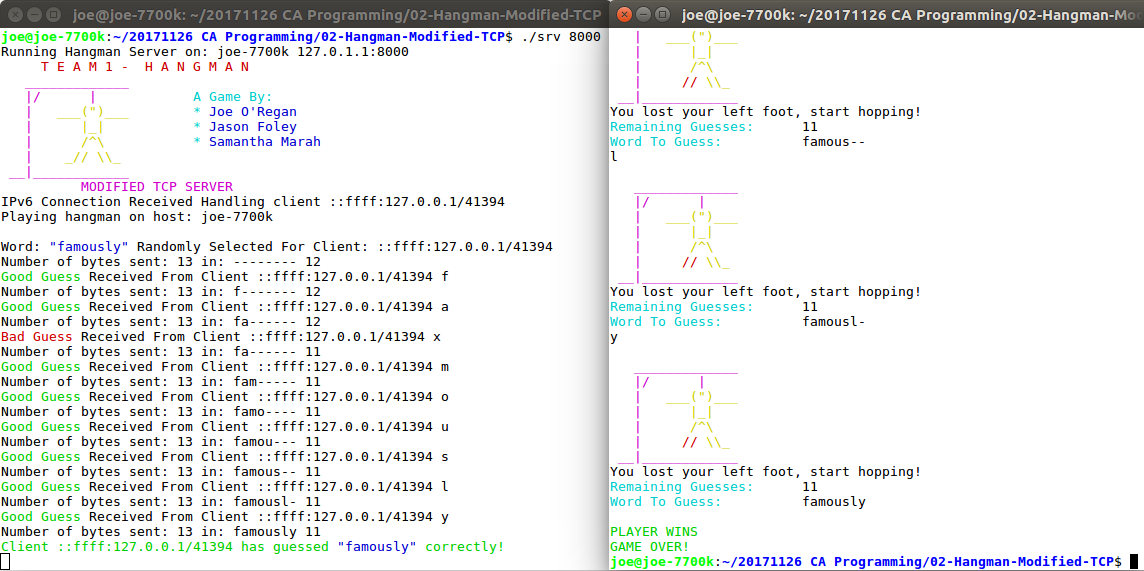 joe@joe-7700k: ~/20171126 CA Programming/02-Hangman-Modified-TCP
joe@joe-7700k:~/20171126 CA Programming/02-Hangman-Modified-TCP$ ./srv 8000
Running Hangman Server on: joe-7700k 127.0.1.1:8000
     T E A M 1 -  H A N G M A N
   _____________
   |/      |            A Game By:
   |   ___(")___        * Joe O'Regan
   |      |_|           * Jason Foley
   |      /^\           * Samantha Marah
   |    _// \\_
 __|____________
          MODIFIED TCP SERVER
IPv6 Connection Received Handling client ::ffff:127.0.0.1/41394
Playing hangman on host: joe-7700k
Word: "famously" Randomly Selected For Client: ::ffff:127.0.0.1/41394
Number of bytes sent: 13 in: -------- 12
Good Guess Received From Client ::ffff:127.0.0.1/41394 f
Number of bytes sent: 13 in: f------- 12
Good Guess Received From Client ::ffff:127.0.0.1/41394 a
Number of bytes sent: 13 in: fa------ 12
Bad Guess Received From Client ::ffff:127.0.0.1/41394 x
Number of bytes sent: 13 in: fa------ 11
Good Guess Received From Client ::ffff:127.0.0.1/41394 m
Number of bytes sent: 13 in: fam----- 11
Good Guess Received From Client ::ffff:127.0.0.1/41394 o
Number of bytes sent: 13 in: famo---- 11
Good Guess Received From Client ::ffff:127.0.0.1/41394 u
Number of bytes sent: 13 in: famou--- 11
Good Guess Received From Client ::ffff:127.0.0.1/41394 s
Number of bytes sent: 13 in: famous-- 11
Good Guess Received From Client ::ffff:127.0.0.1/41394 l
Number of bytes sent: 13 in: famousl- 11
Good Guess Received From Client ::ffff:127.0.0.1/41394 y
Number of bytes sent: 13 in: famously 11
Client ::ffff:127.0.0.1/41394 has guessed "famously" correctly!
joe@joe-7700k: ~/20171126 CA Programming/02-Hangman-Mo
   |   ___(")___
   |      |_|
   |      /^\
   |     // \\_
 __|____________
You lost your left foot, start hopping!
Remaining Guesses:      11
Word To Guess:          famous--
l
   _____________
   |/      |
   |   ___(")___
   |      |_|
   |      /^\
   |     // \\_
 __|____________
You lost your left foot, start hopping!
Remaining Guesses:      11
Word To Guess:          famousl-
y
   _____________
   |/      |
   |   ___(")___
   |      |_|
   |      /^\
   |     // \\_
 __|____________
You lost your left foot, start hopping!
Remaining Guesses:      11
Word To Guess:          famously
PLAYER WINS
GAME OVER!
joe@joe-7700k:~/20171126 CA Programming/02-Hangman-Modified-TCP$